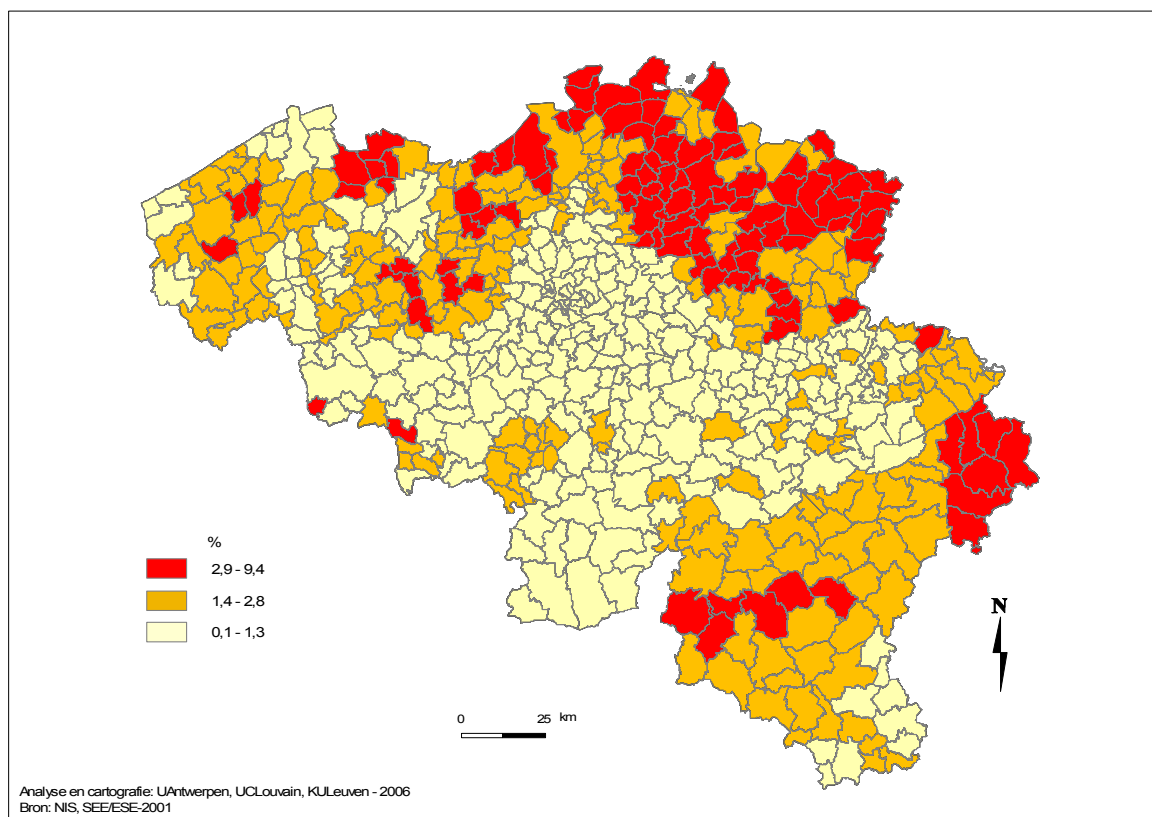 %
2,9 - 9,4
1,4 - 2,8
0,1 - 1,3
N
0 25 km
Analyse en cartografie: UAntwerpen, UCLouvain, KULeuven - 2006
Bron: NIS, SEE/ESE-2001